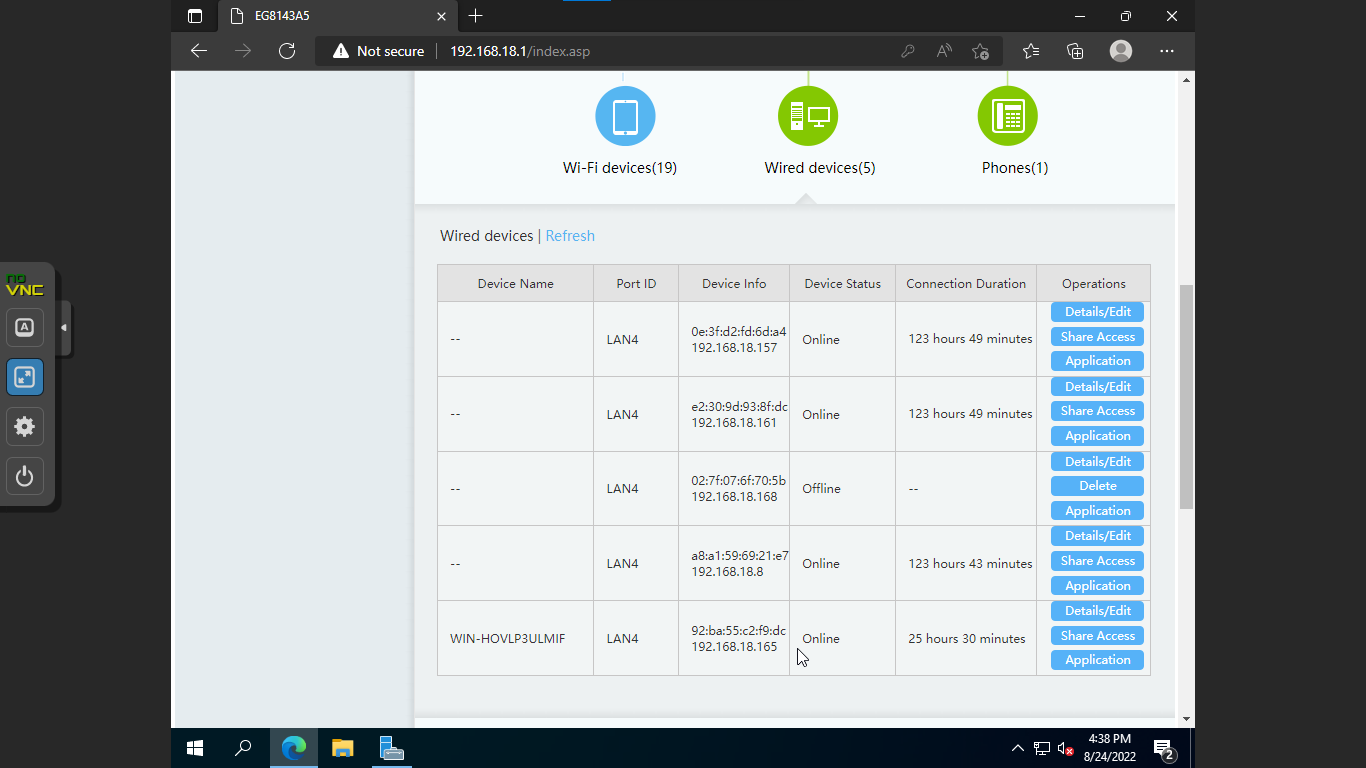 EG8143A5
Not secure 192.168.18.1/index.asp
Wi-Fi devices(19) Wired devices(5) Phones(1)
Wired devices | Refresh
Device Name Port ID Device Info Device Status Connection Duration Operations
-- LAN4 0e:3f:d2:fd:6d:a4 192.168.18.157 Online 123 hours 49 minutes Details/Edit Share Access Application
-- LAN4 e2:30:9d:93:8f:dc 192.168.18.161 Online 123 hours 49 minutes Details/Edit Share Access Application
-- LAN4 02:7f:07:6f:70:5b 192.168.18.168 Offline -- Details/Edit Delete Application
-- LAN4 a8:a1:59:69:21:e7 192.168.18.8 Online 123 hours 43 minutes Details/Edit Share Access Application
WIN-HOVLP3ULMIF LAN4 92:ba:55:c2:f9:dc 192.168.18.165 Online 25 hours 30 minutes Details/Edit Share Access Application
no
VNC
A
4:38 PM
8/24/2022
2